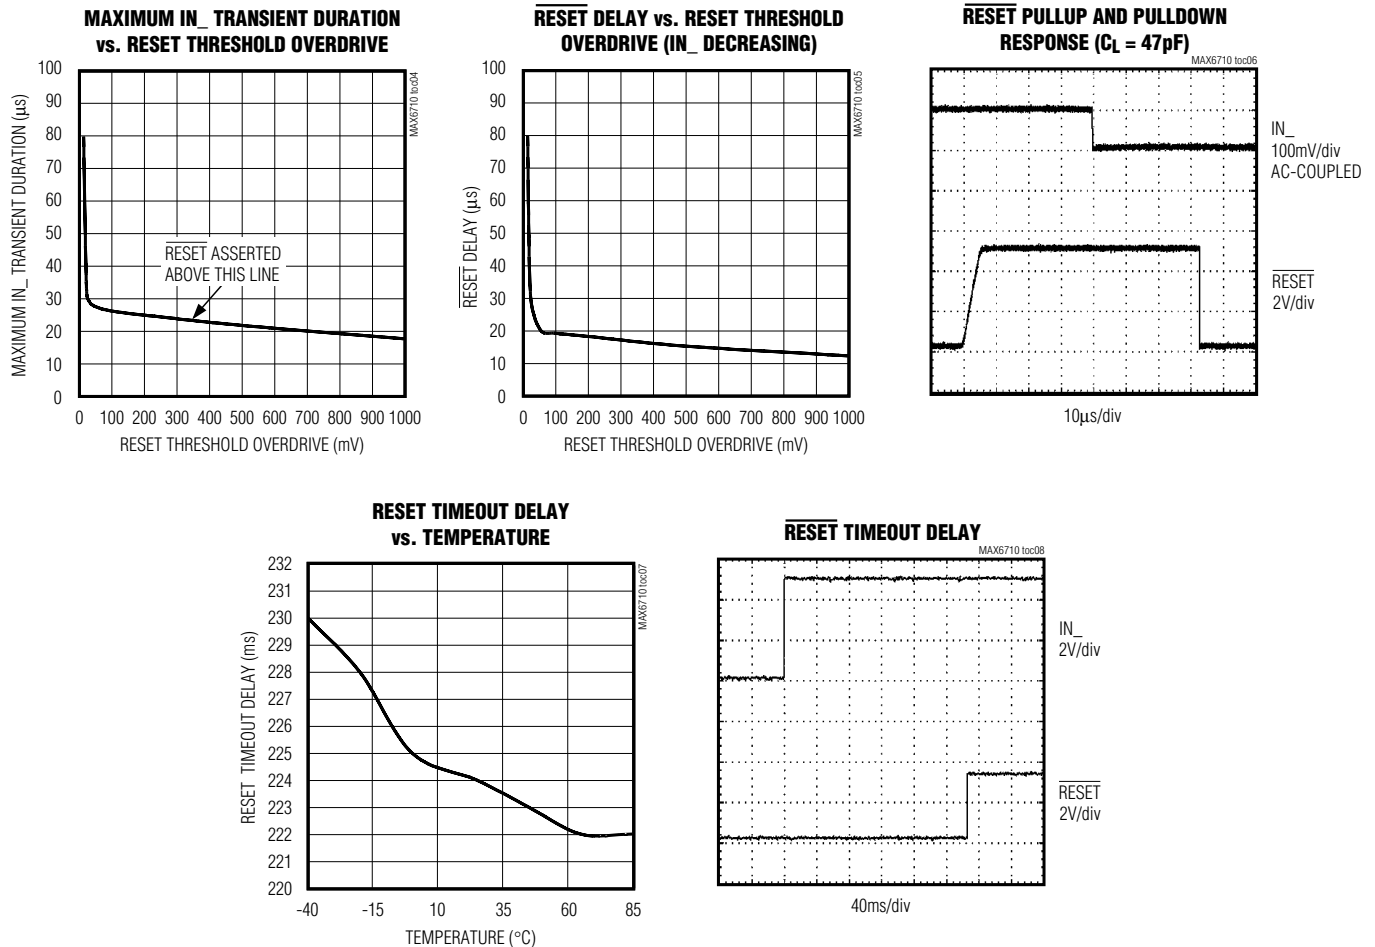 MAXIMUM IN_ TRANSIENT DURATION
vs. RESET THRESHOLD OVERDRIVE
MAX6710 toc04
MAXIMUM IN_ TRANSIENT DURATION (µs)
100
90
80
70
60
50
40
30
20
10
0
RESET ASSERTED
ABOVE THIS LINE
0 100 200 300 400 500 600 700 800 900 1000
RESET THRESHOLD OVERDRIVE (mV)
RESET DELAY vs. RESET THRESHOLD
OVERDRIVE (IN_ DECREASING)
MAX6710 toc05
RESET DELAY (µs)
100
90
80
70
60
50
40
30
20
10
0
0 100 200 300 400 500 600 700 800 900 1000
RESET THRESHOLD OVERDRIVE (mV)
RESET PULLUP AND PULLDOWN
RESPONSE (CL = 47pF)
MAX6710 toc06
IN_
100mV/div
AC-COUPLED
RESET
2V/div
10µs/div
RESET TIMEOUT DELAY
vs. TEMPERATURE
MAX6710 toc07
RESET TIMEOUT DELAY (ms)
232
231
230
229
228
227
226
225
224
223
222
221
220
-40 -15 10 35 60 85
TEMPERATURE (°C)
RESET TIMEOUT DELAY
MAX6710 toc08
IN_
2V/div
RESET
2V/div
40ms/div